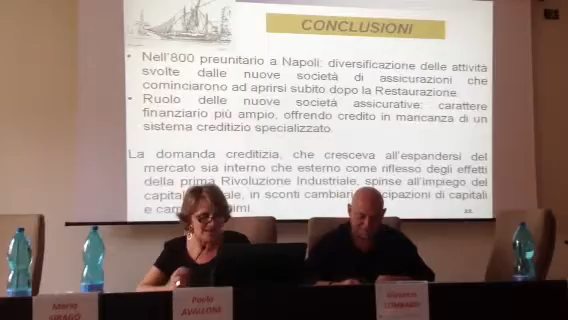 CONCLUSIONI
• Nell'800 preunitario a Napoli: diversificazione delle attività
svolte dalle nuove società di assicurazioni che
cominciarono ad aprirsi subito dopo la Restaurazione.
• Ruolo delle nuove società assicurative: carattere
finanziario più ampio, offrendo credito in mancanza di un
sistema creditizio specializzato.
La domanda creditizia, che cresceva all'espandersi del
mercato sia interno che esterno come riflesso degli effetti
della prima Rivoluzione Industriale, spinse all'impiego del
in sconti cambiari di capitali
e
Paola
AVALLONE